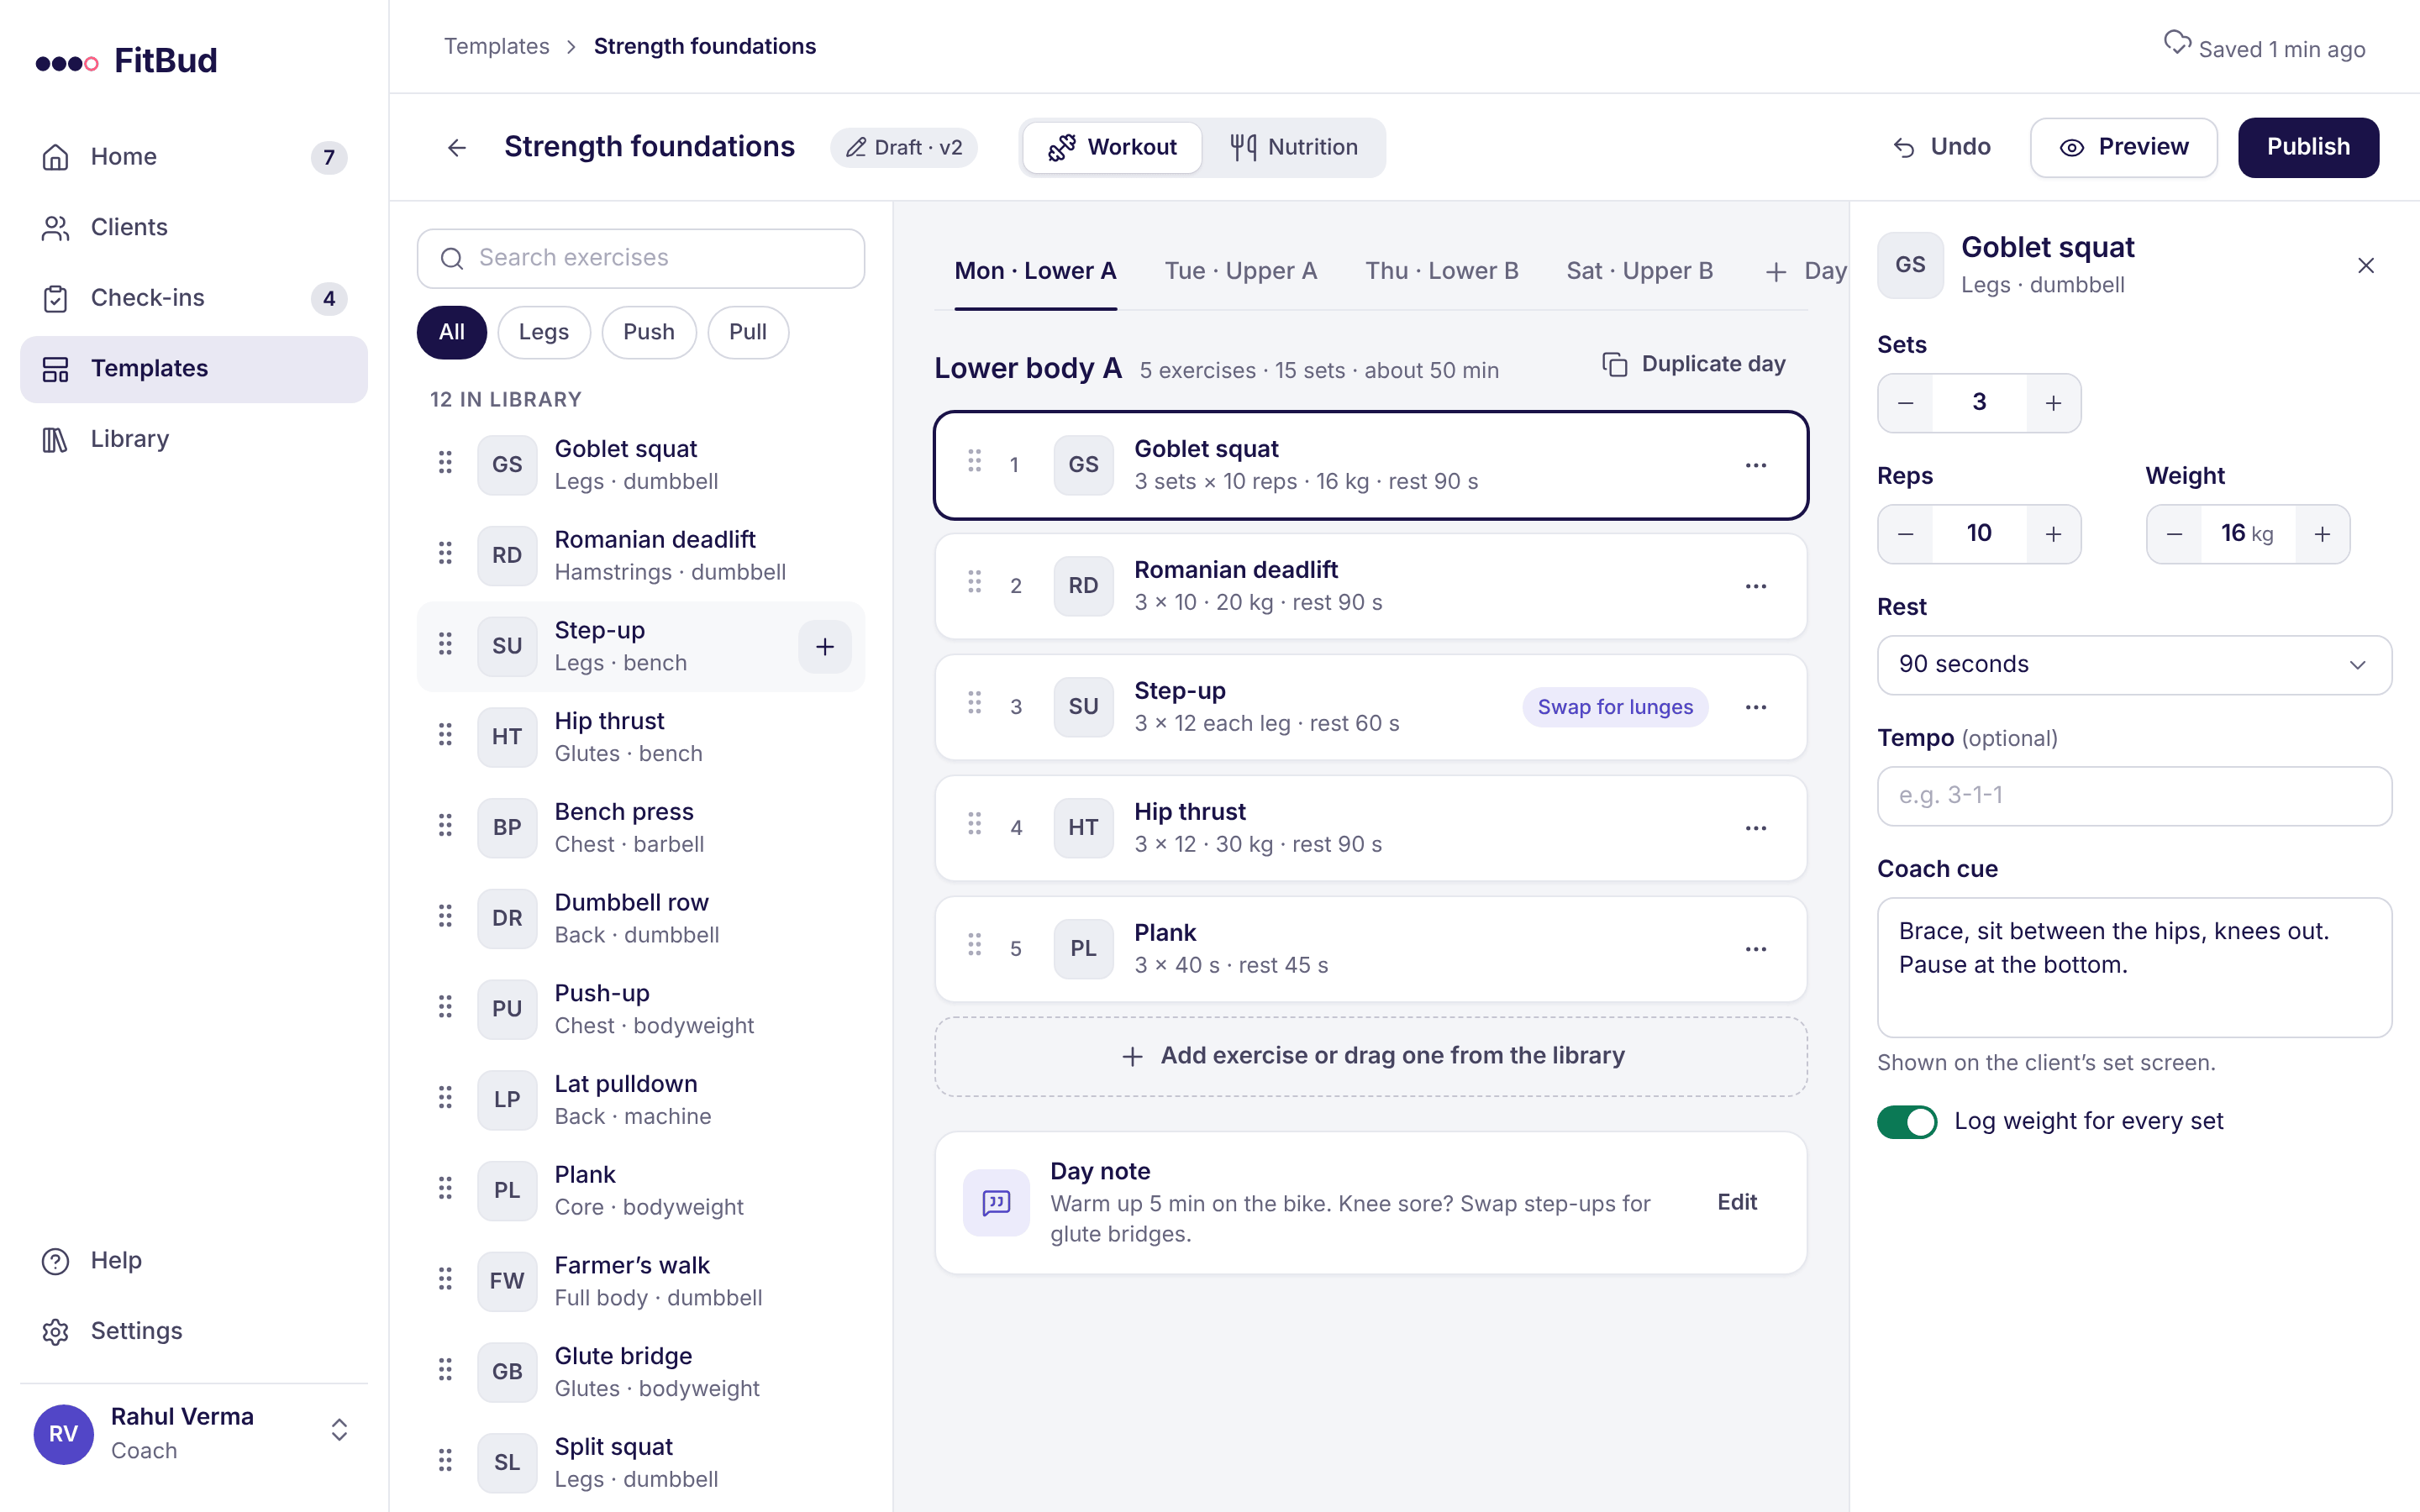 FitBud
Home
7
Clients
Check-ins
4
Templates
Library
Help
Settings
RV
Rahul Verma
Coach
Templates
Strength foundations
Saved 1 min ago
Strength foundations
Draft · v2
Workout
Nutrition
Undo
Preview
Publish
Search exercises
All
Legs
Push
Pull
12 IN LIBRARY
GS
Goblet squat
Legs · dumbbell
RD
Romanian deadlift
Hamstrings · dumbbell
SU
Step-up
Legs · bench
HT
Hip thrust
Glutes · bench
BP
Bench press
Chest · barbell
DR
Dumbbell row
Back · dumbbell
PU
Push-up
Chest · bodyweight
LP
Lat pulldown
Back · machine
PL
Plank
Core · bodyweight
FW
Farmer’s walk
Full body · dumbbell
GB
Glute bridge
Glutes · bodyweight
SL
Split squat
Legs · dumbbell
Mon · Lower A
Tue · Upper A
Thu · Lower B
Sat · Upper B
Day
Lower body A
5 exercises · 15 sets · about 50 min
Duplicate day
1
GS
Goblet squat
3 sets × 10 reps · 16 kg · rest 90 s
2
RD
Romanian deadlift
3 × 10 · 20 kg · rest 90 s
3
SU
Step-up
3 × 12 each leg · rest 60 s
Swap for lunges
4
HT
Hip thrust
3 × 12 · 30 kg · rest 90 s
5
PL
Plank
3 × 40 s · rest 45 s
Add exercise or drag one from the library
Day note
Warm up 5 min on the bike. Knee sore? Swap step-ups for
glute bridges.
Edit
GS
Goblet squat
Legs · dumbbell
Sets
3
Reps
10
Weight
16 kg
Rest
90 seconds
Tempo (optional)
e.g. 3-1-1
Coach cue
Brace, sit between the hips, knees out.
Pause at the bottom.
Shown on the client’s set screen.
Log weight for every set